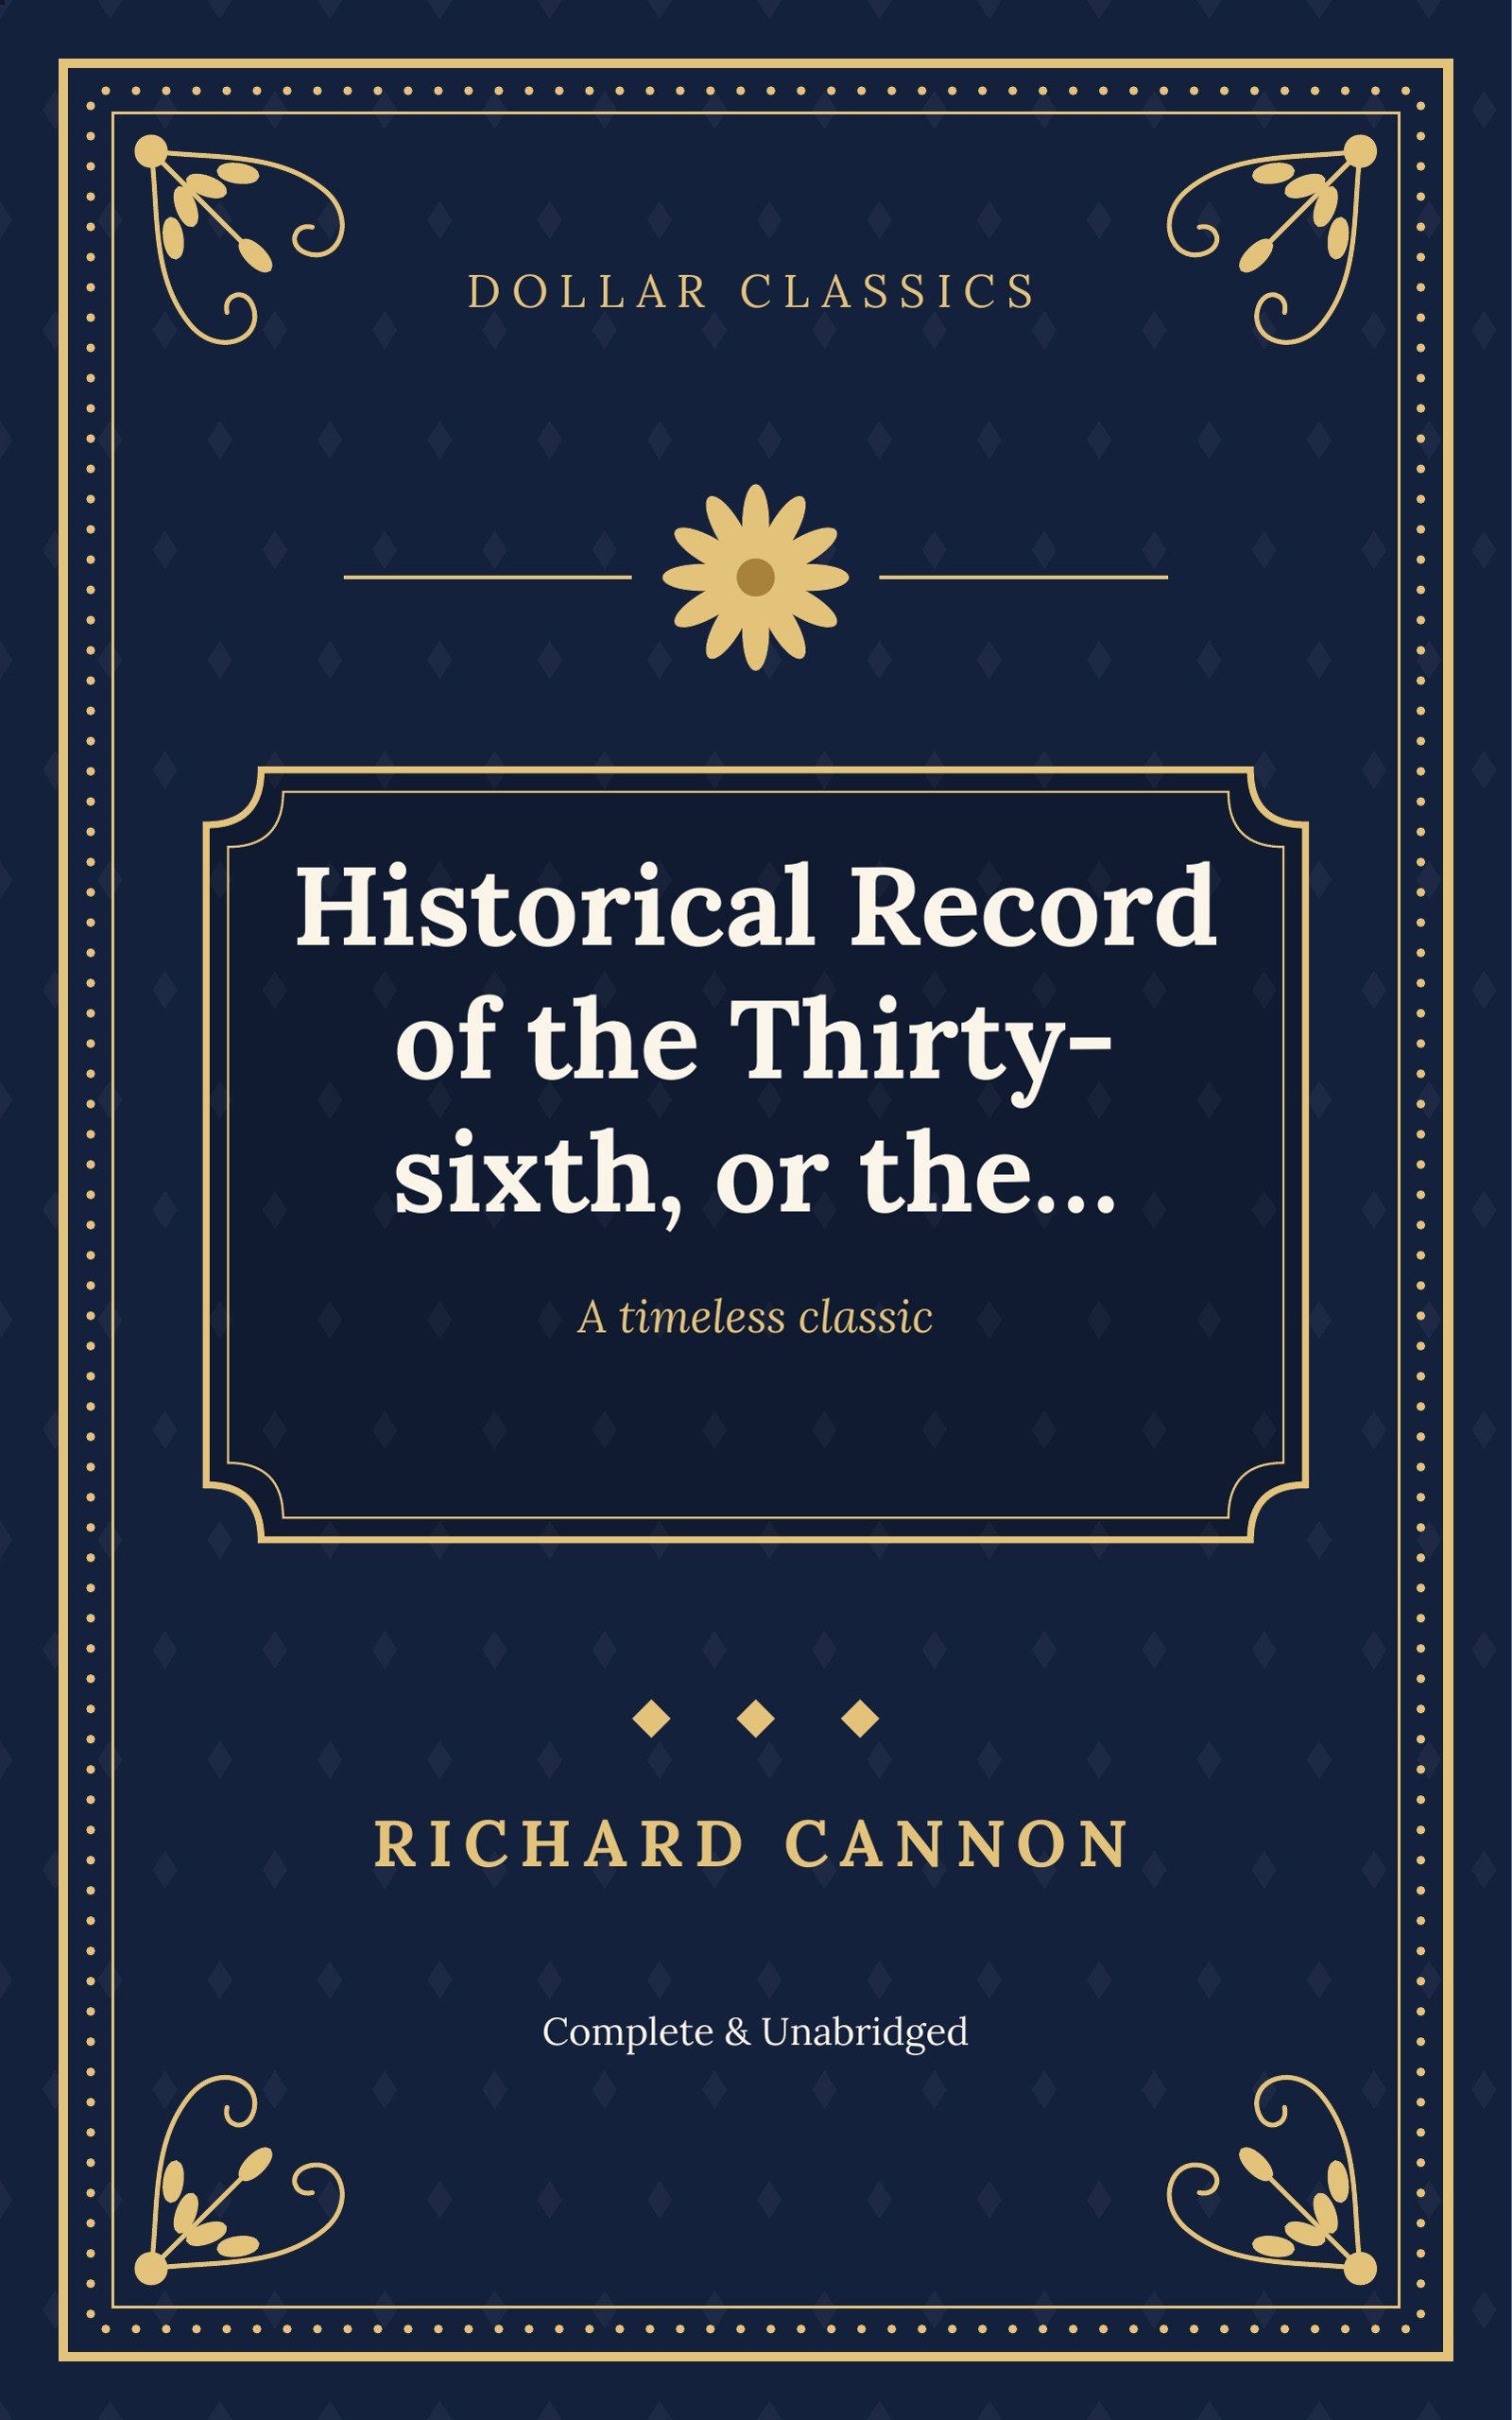 DOLLAR CLASSICS
Historical Record
of the Thirty-
sixth, or the...
A timeless classic
RICHARD CANNON
Complete & Unabridged